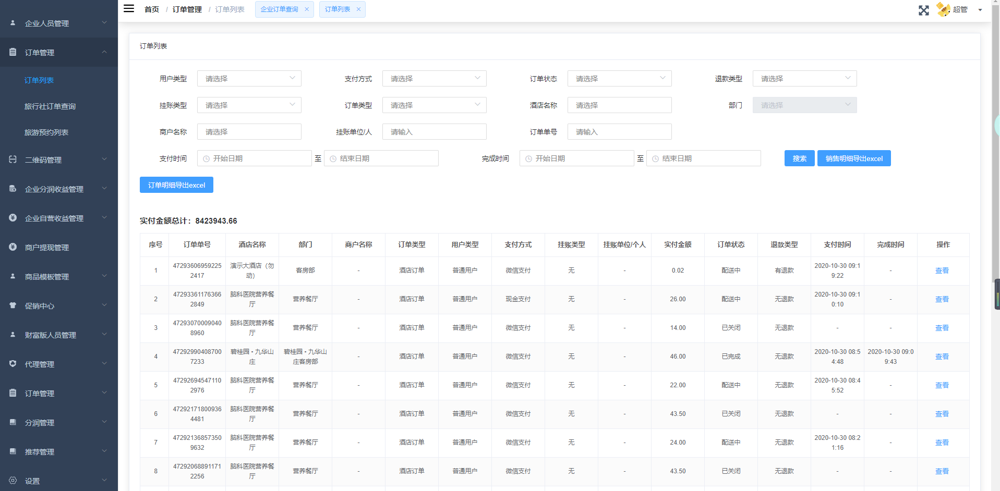 首页 / 订单管理 / 订单列表
企业订单查询 ×
订单列表 ×
超管
企业人员管理
订单管理
订单列表
旅行社订单查询
旅游预约列表
二维码管理
企业分润收益管理
企业自营收益管理
商户提现管理
商品模板管理
促销中心
财富版人员管理
代理管理
订单管理
分润管理
推荐管理
设置
订单列表
用户类型 请选择 支付方式 请选择 订单状态 请选择 退款类型 请选择
挂账类型 请选择 订单类型 请选择 酒店名称 请选择 部门 请选择
商户名称 请选择 挂账单位/人 请输入 订单单号 请输入
支付时间 开始日期 至 结束日期 完成时间 开始日期 至 结束日期 搜索 销售明细导出excel
订单明细导出excel
实付金额总计：8423943.66
序号 订单单号 酒店名称 部门 商户名称 订单类型 用户类型 支付方式 挂账类型 挂账单位/个人 实付金额 订单状态 退款类型 支付时间 完成时间 操作
1 472936069592252417 演示大酒店（勿动） 客房部 - 酒店订单 普通用户 微信支付 无 - 0.02 配送中 有退款 2020-10-30 09:19:22 - 查看
2 472933611763662849 脑科医院营养餐厅 营养餐厅 - 酒店订单 普通用户 现金支付 无 - 26.00 配送中 无退款 2020-10-30 09:10:10 - 查看
3 472930700090408960 脑科医院营养餐厅 营养餐厅 - 酒店订单 普通用户 微信支付 无 - 14.00 已关闭 无退款 - - 查看
4 472929904087007233 碧桂园 • 九华山庄 碧桂园 • 九华山庄客房部 - 酒店订单 普通用户 微信支付 无 - 46.00 已完成 无退款 2020-10-30 08:54:48 2020-10-30 09:09:43 查看
5 472926945471102976 脑科医院营养餐厅 营养餐厅 - 酒店订单 普通用户 微信支付 无 - 22.00 配送中 无退款 2020-10-30 08:45:52 - 查看
6 472921718009364481 脑科医院营养餐厅 营养餐厅 - 酒店订单 普通用户 微信支付 无 - 43.50 已关闭 无退款 - - 查看
7 472921368573509632 脑科医院营养餐厅 营养餐厅 - 酒店订单 普通用户 微信支付 无 - 24.00 配送中 无退款 2020-10-30 08:21:16 - 查看
8 472920688911712256 脑科医院营养餐厅 营养餐厅 - 酒店订单 普通用户 微信支付 无 - 43.50 已关闭 无退款 - - 查看